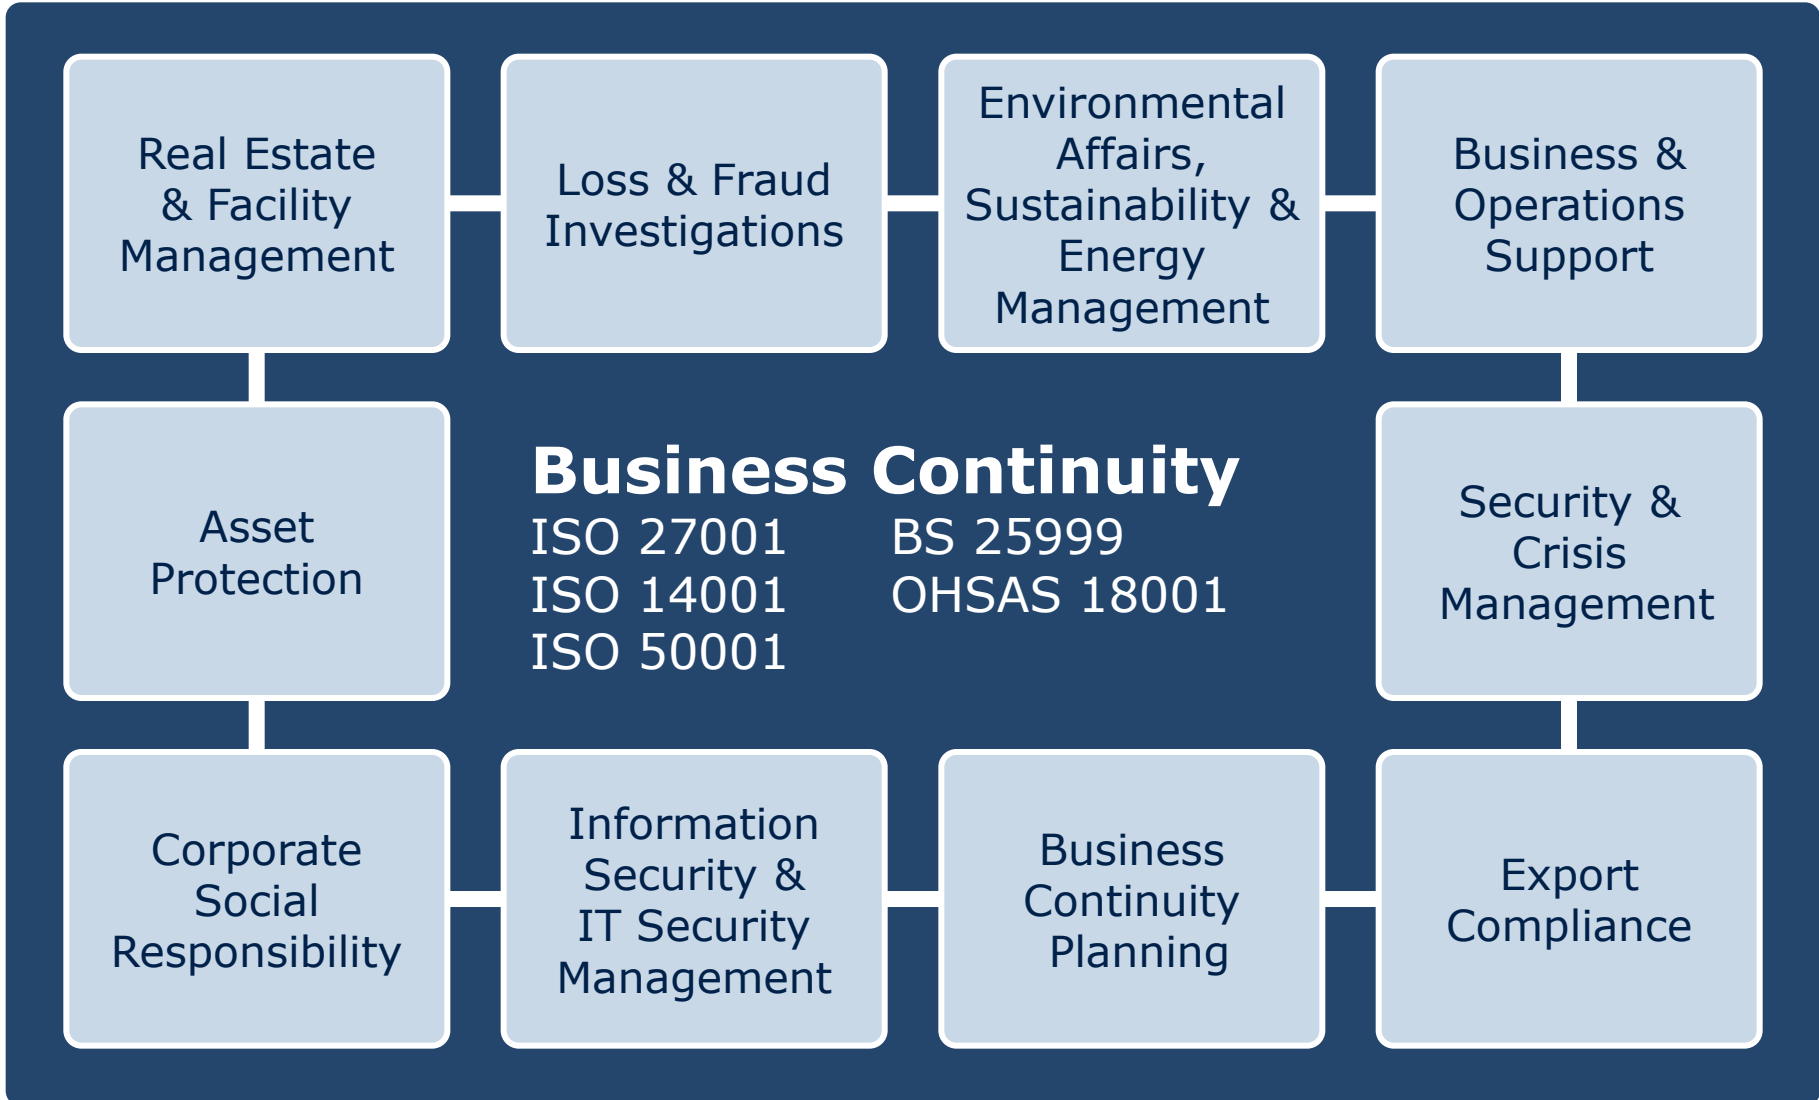 Real Estate
& Facility
Management
Loss & Fraud
Investigations
Environmental
Affairs,
Sustainability &
Energy
Management
Business &
Operations
Support
Asset
Protection
Business Continuity
ISO 27001 BS 25999
ISO 14001 OHSAS 18001
ISO 50001
Security &
Crisis
Management
Corporate
Social
Responsibility
Information
Security &
IT Security
Management
Business
Continuity
Planning
Export
Compliance